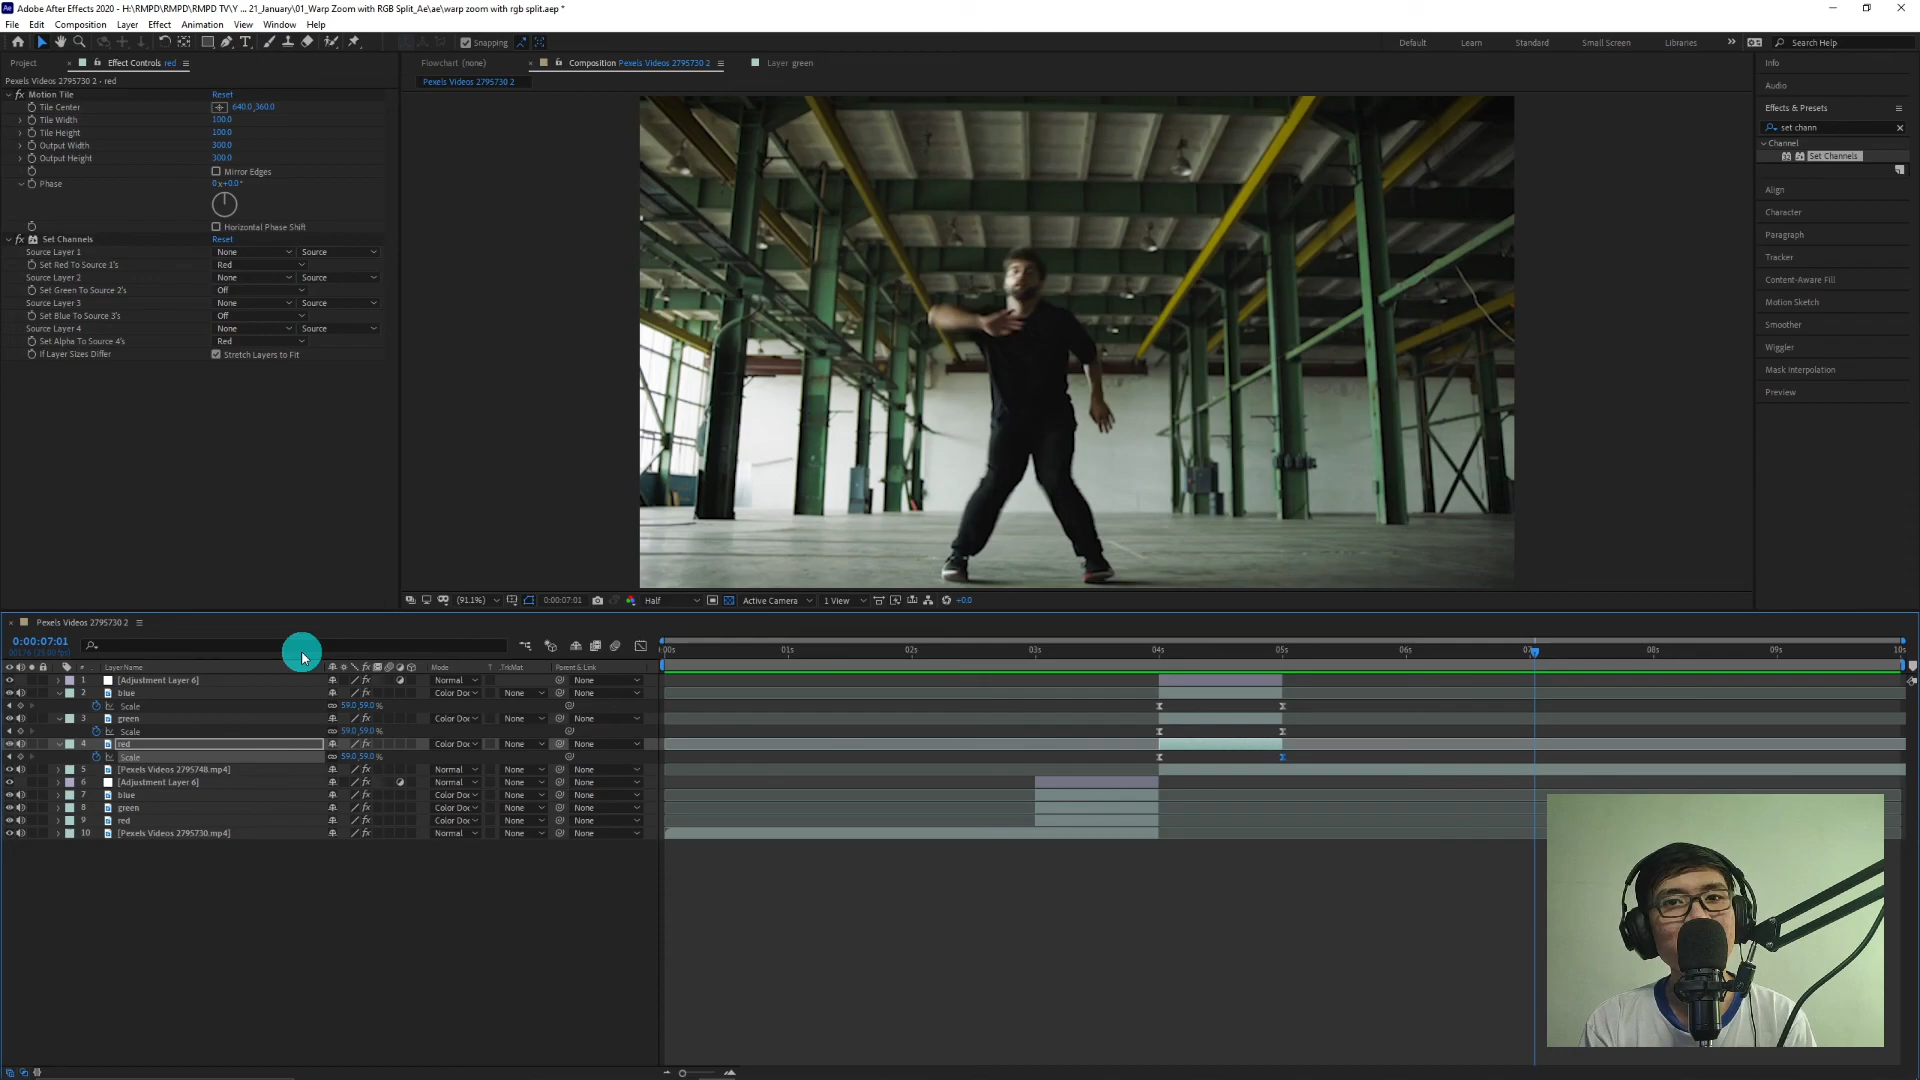 Adobe After Effects 2020 - H:\RMPD\RMPD TV\Y ... 21_January\01_Warp Zoom with RGB Split_Ae\ae\warp zoom with rgb split.aep *
File Edit Composition Layer Effect Animation View Window Help
Snapping
Default Learn Standard Small Screen Libraries Search Help
Project Effect Controls red
Flowchart (none) Composition Pexels Videos 2795730 2 Layer green
Pexels Videos 2795730 2 · red
Pexels Videos 2795730 2
fx Motion Tile Reset
Tile Center 640.0,360.0
Tile Width 100.0
Tile Height 100.0
Output Width 300.0
Output Height 300.0
Mirror Edges
Phase 0x+0.0°
Horizontal Phase Shift
fx Set Channels Reset
Source Layer 1 None Source
Set Red To Source 1's Red
Source Layer 2 None Source
Set Green To Source 2's Off
Source Layer 3 None Source
Set Blue To Source 3's Off
Source Layer 4 None Source
Set Alpha To Source 4's Red
If Layer Sizes Differ Stretch Layers to Fit
Info
Audio
Effects & Presets
set chann
Channel
Set Channels
Align
Character
Paragraph
Tracker
Content-Aware Fill
Motion Sketch
Smoother
Wiggler
Mask Interpolation
Preview
(91.1%) 0:00:07:01 Half Active Camera 1 View +0.0
Pexels Videos 2795730 2
0:00:07:01
00176 (25.00 fps)
:00s 01s 02s 03s 04s 05s 06s 07s 08s 09s 10s
# Layer Name Mode T .TrkMat Parent & Link
1 [Adjustment Layer 6] Normal None
2 blue Color Doc None None
Scale 59.0,59.0%
3 green Color Doc None None
Scale 59.0,59.0%
4 red Color Doc None None
Scale 59.0,59.0%
5 [Pexels Videos 2795748.mp4] Normal None None
6 [Adjustment Layer 6] Normal None None
7 blue Color Doc None None
8 green Color Doc None None
9 red Color Doc None None
10 [Pexels Videos 2795730.mp4] Normal None None